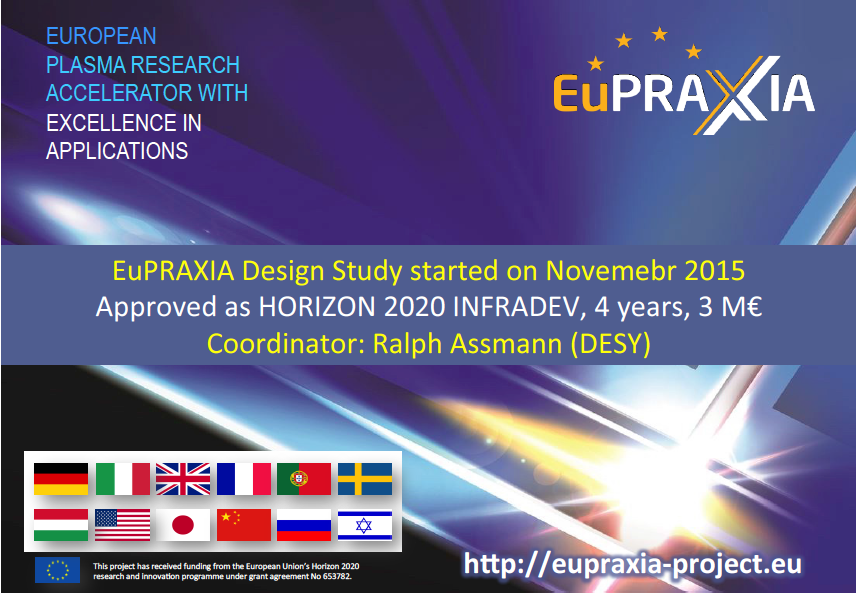 EUROPEAN
PLASMA RESEARCH
ACCELERATOR WITH
EXCELLENCE IN
APPLICATIONS
EuPRAXIA
EuPRAXIA Design Study started on Novemebr 2015
Approved as HORIZON 2020 INFRADEV, 4 years, 3 M€
Coordinator: Ralph Assmann (DESY)
This project has received funding from the European Union's Horizon 2020
research and innovation programme under grant agreement No 653782.
http://eupraxia-project.eu